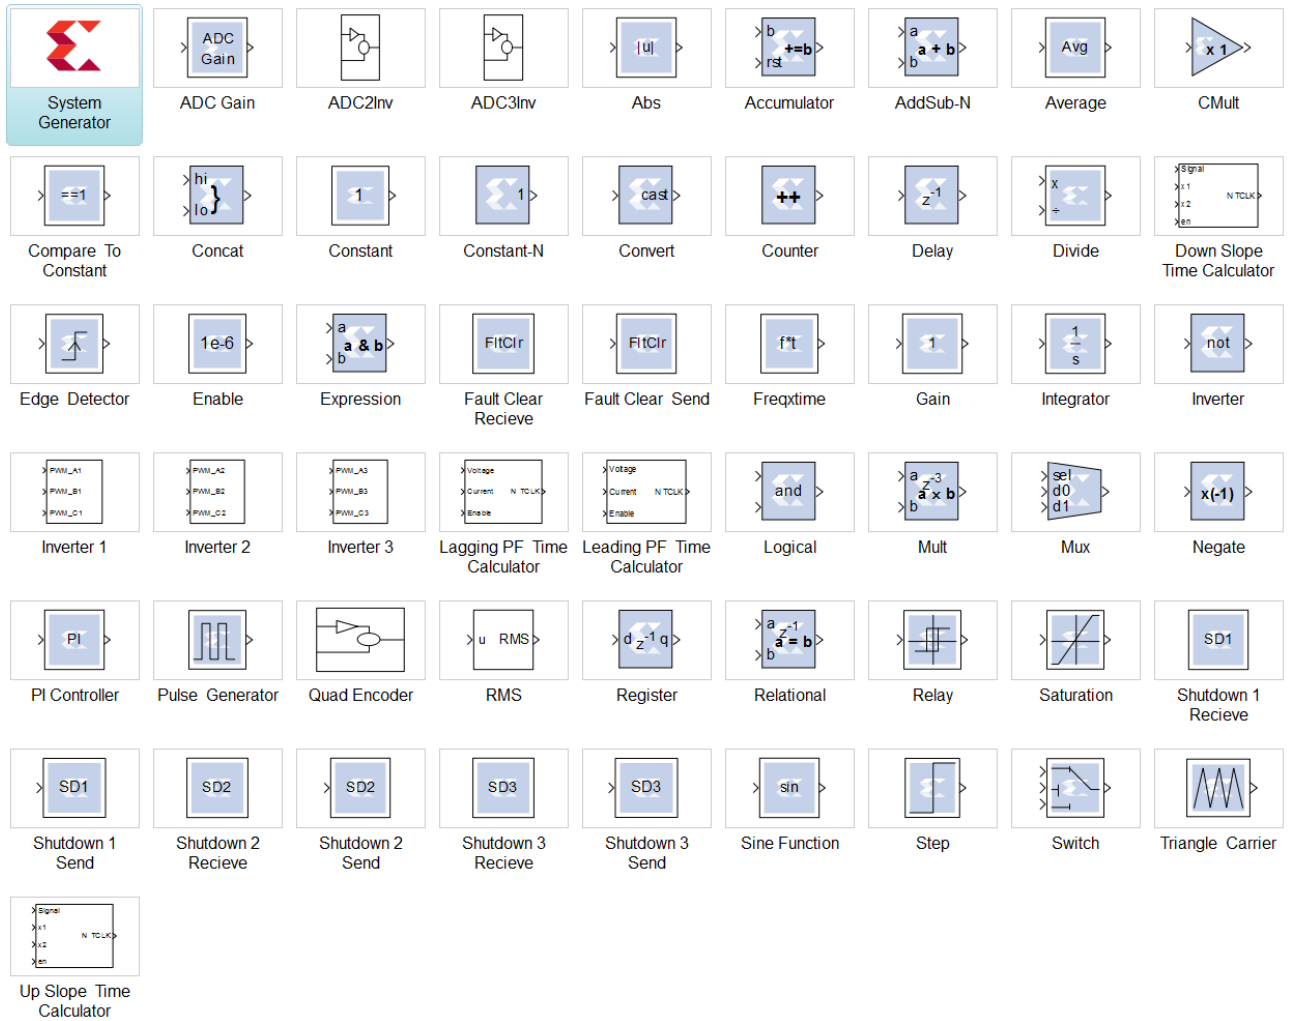 ADC
Gain
|u|
b
+=b
rst
a
a + b
b
Avg
x 1
System
Generator
ADC Gain
ADC2Inv
ADC3Inv
Abs
Accumulator
AddSub-N
Average
CMult
==1
hi
lo
}
1
1
cast
++
z-1
x
÷
Signal
x1
x2
en
N TCLK
Compare To
Constant
Concat
Constant
Constant-N
Convert
Counter
Delay
Divide
Down Slope
Time Calculator
1e-6
a
a & b
b
FltClr
FltClr
f*t
1
1
s
not
Edge Detector
Enable
Expression
Fault Clear
Recieve
Fault Clear Send
Freqxtime
Gain
Integrator
Inverter
PWM_A1
PWM_B1
PWM_C1
PWM_A2
PWM_B2
PWM_C2
PWM_A3
PWM_B3
PWM_C3
Voltage
Current
Enable
N TCLK
Voltage
Current
Enable
N TCLK
and
a
z-3
a x b
b
sel
d0
d1
x(-1)
Inverter 1
Inverter 2
Inverter 3
Lagging PF Time
Calculator
Leading PF Time
Calculator
Logical
Mult
Mux
Negate
PI
u RMS
d z-1 q
a
z-1
a = b
b
SD1
PI Controller
Pulse Generator
Quad Encoder
RMS
Register
Relational
Relay
Saturation
Shutdown 1
Recieve
SD1
SD2
SD2
SD3
SD3
sin
Shutdown 1
Send
Shutdown 2
Recieve
Shutdown 2
Send
Shutdown 3
Recieve
Shutdown 3
Send
Sine Function
Step
Switch
Triangle Carrier
Signal
x1
x2
en
N TCLK
Up Slope Time
Calculator